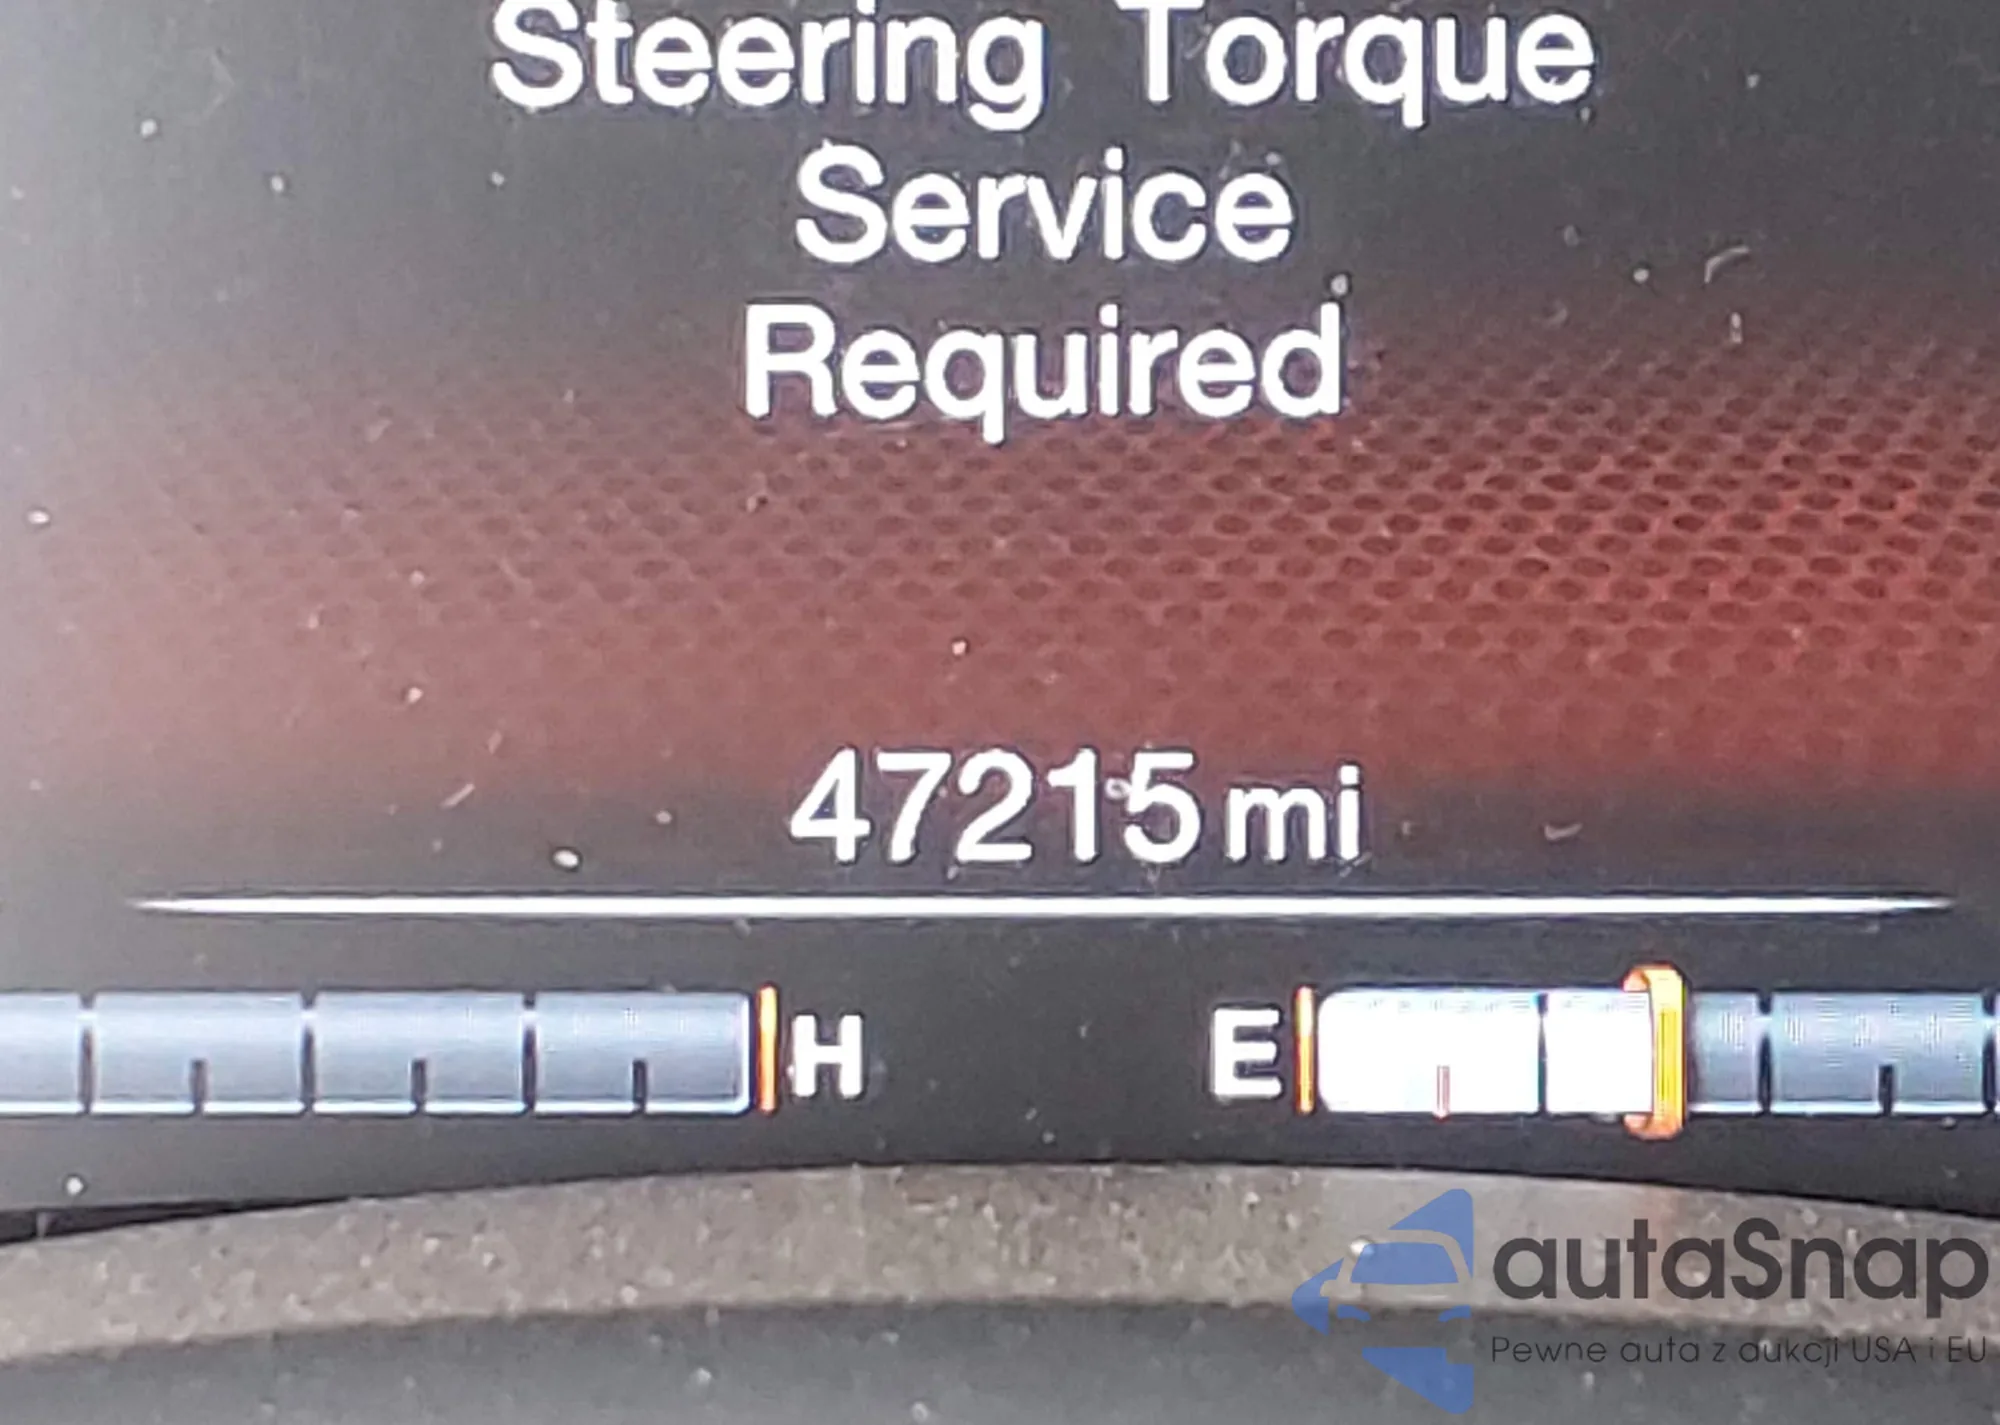 Steering Torque
Service
Required
47215 mi
H E
autaSnap
Pewne auta z aukcji USA i EU